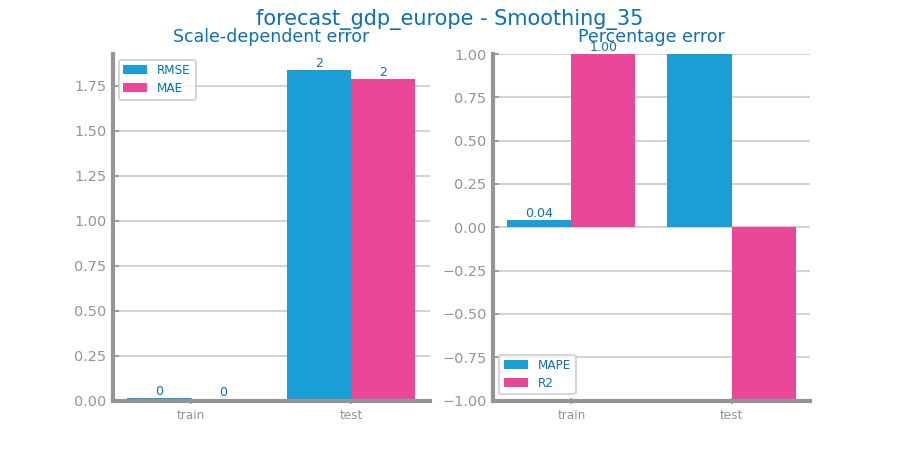 forecast_gdp_europe - Smoothing_35
Scale-dependent error
RMSE
MAE
1.75
1.50
1.25
1.00
0.75
0.50
0.25
0.00
0
0
2
2
train
test
Percentage error
1.00
0.75
0.50
0.25
0.00
−0.25
−0.50
−0.75
−1.00
0.04
1.00
MAPE
R2
train
test